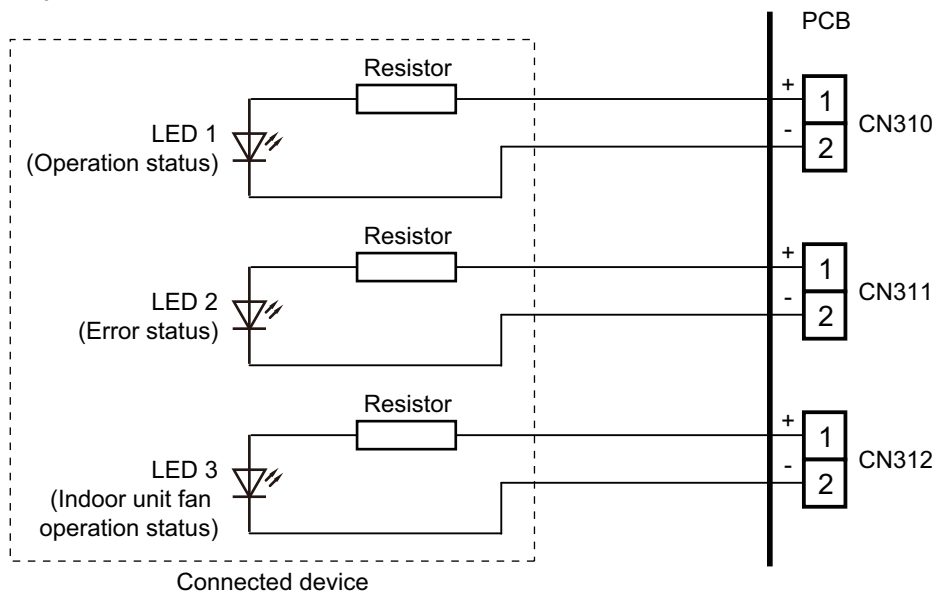 PCB
Resistor
+
1
CN310
LED 1
(Operation status)
-
2
Resistor
+
1
CN311
LED 2
(Error status)
-
2
Resistor
+
1
CN312
LED 3
(Indoor unit fan
operation status)
-
2
Connected device